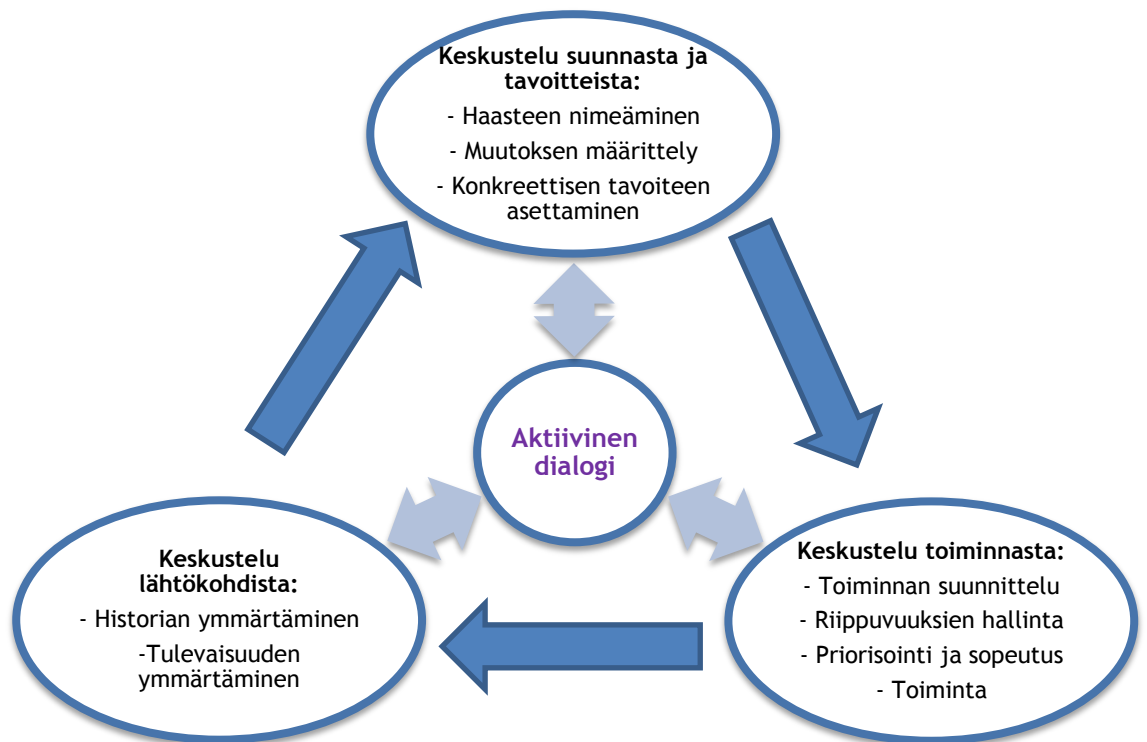 Keskustelu suunnasta ja
tavoitteista:
- Haasteen nimeäminen
- Muutoksen määrittely
- Konkreettisen tavoiteen
asettaminen
Aktiivinen
dialogi
Keskustelu
lähtökohdista:
- Historian ymmärtäminen
-Tulevaisuuden
ymmärtäminen
Keskustelu toiminnasta:
- Toiminnan suunnittelu
- Riippuvuuksien hallinta
- Priorisointi ja sopeutus
- Toiminta